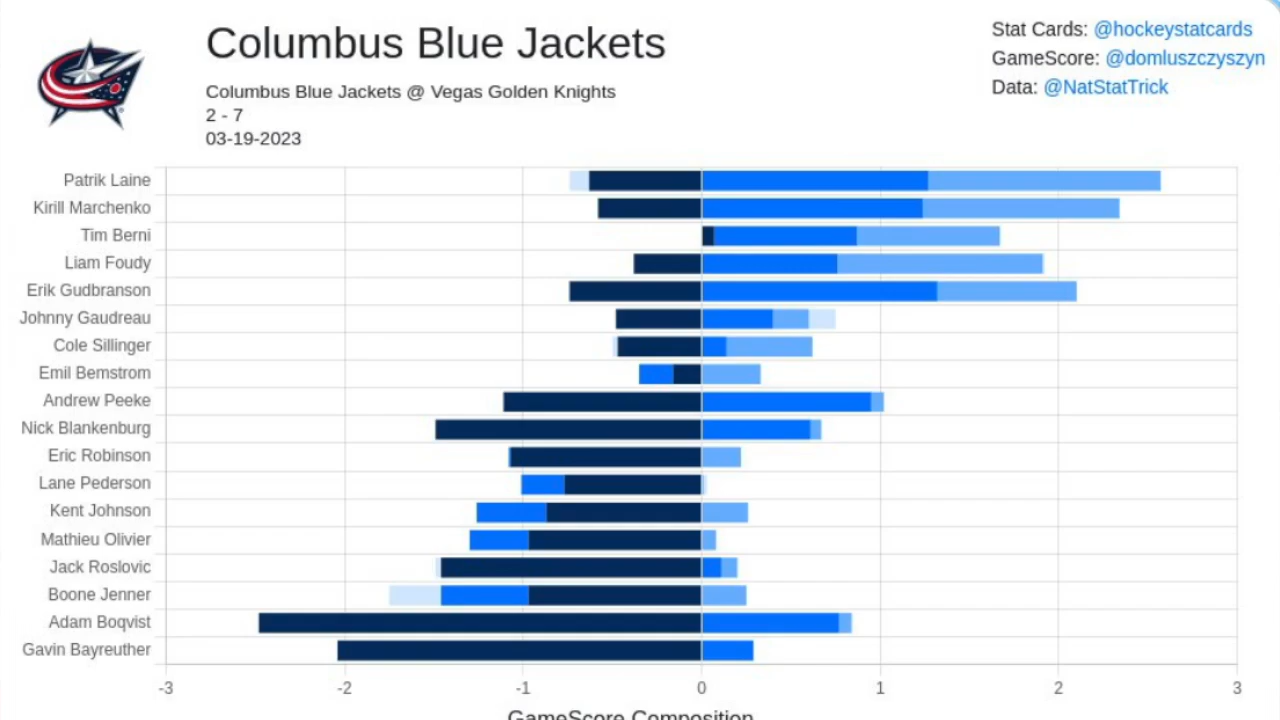 Columbus Blue Jackets
Columbus Blue Jackets @ Vegas Golden Knights
2 - 7
03-19-2023
Stat Cards: @hockeystatcards
GameScore: @domluszczyszyn
Data: @NatStatTrick
Patrik Laine
Kirill Marchenko
Tim Berni
Liam Foudy
Erik Gudbranson
Johnny Gaudreau
Cole Sillinger
Emil Bemstrom
Andrew Peeke
Nick Blankenburg
Eric Robinson
Lane Pederson
Kent Johnson
Mathieu Olivier
Jack Roslovic
Boone Jenner
Adam Boqvist
Gavin Bayreuther
-3 -2 -1 0 1 2 3
GameScore Composition